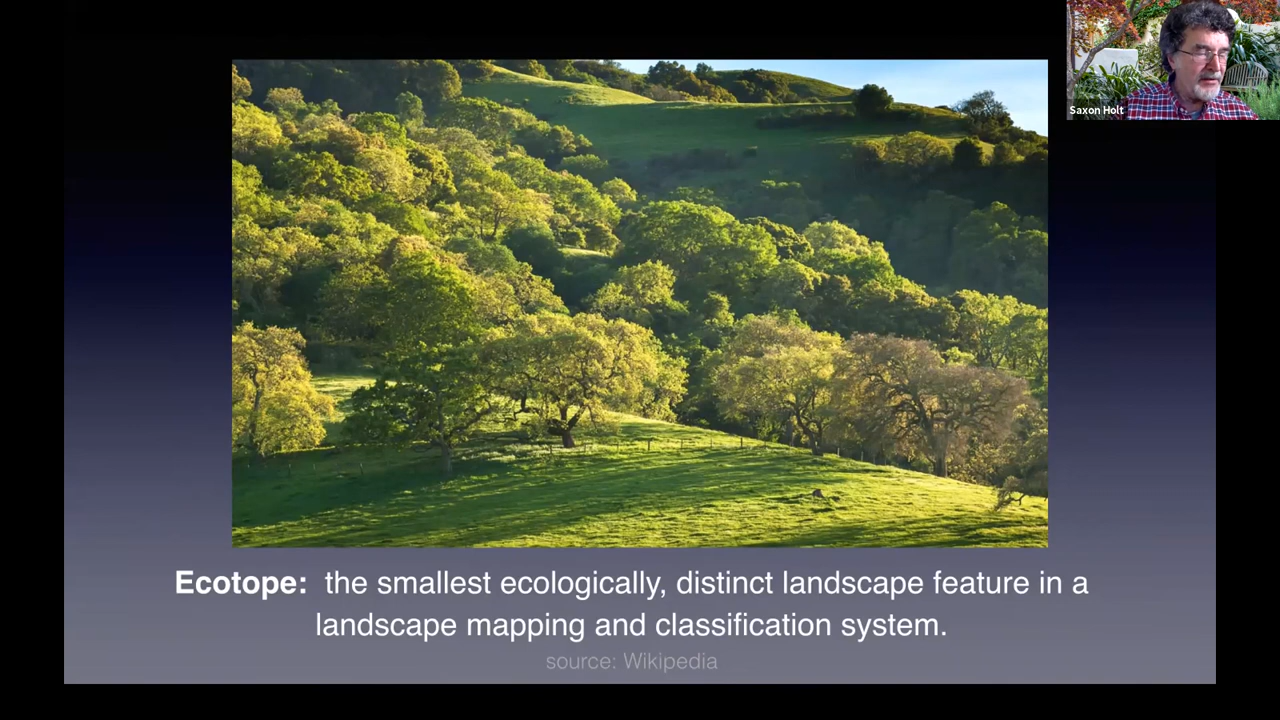 Saxon Holt
Ecotope: the smallest ecologically, distinct landscape feature in a
landscape mapping and classification system.
source: Wikipedia